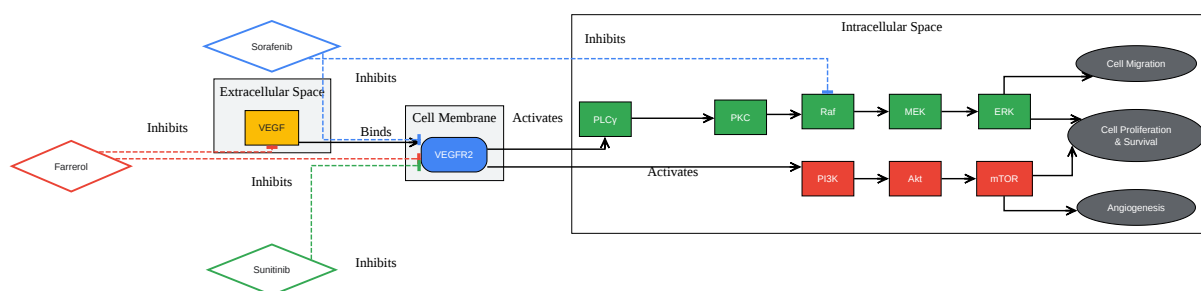 Intracellular Space
Inhibits
Sorafenib
Cell Migration
Inhibits
Extracellular Space
Cell Membrane
Activates
PLCγ
PKC
Raf
MEK
ERK
VEGF
Inhibits
Binds
Cell Proliferation
& Survival
VEGFR2
Farrerol
Inhibits
Activates
PI3K
Akt
mTOR
Angiogenesis
Sunitinib
Inhibits